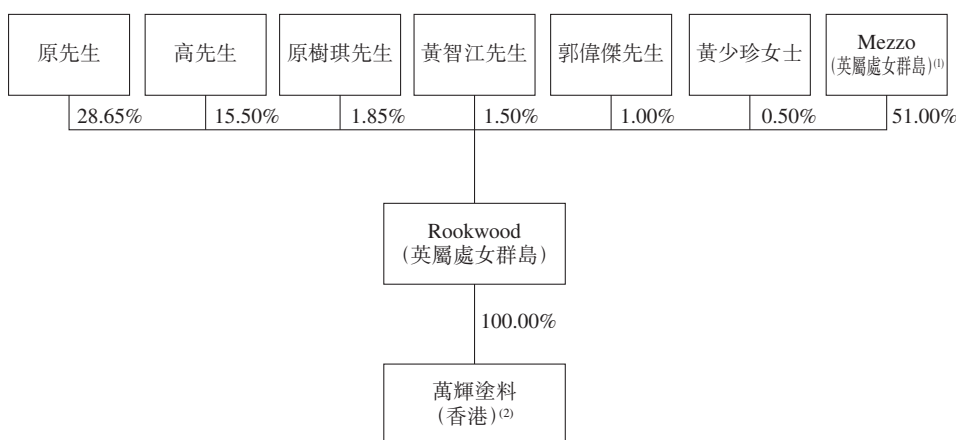 原先生
高先生
原樹琪先生
黃智江先生
郭偉傑先生
黃少珍女士
Mezzo
(英屬處女群島)(1)
28.65%
15.50%
1.85%
1.50%
1.00%
0.50%
51.00%
Rookwood
(英屬處女群島)
100.00%
萬輝塗料
(香港)(2)